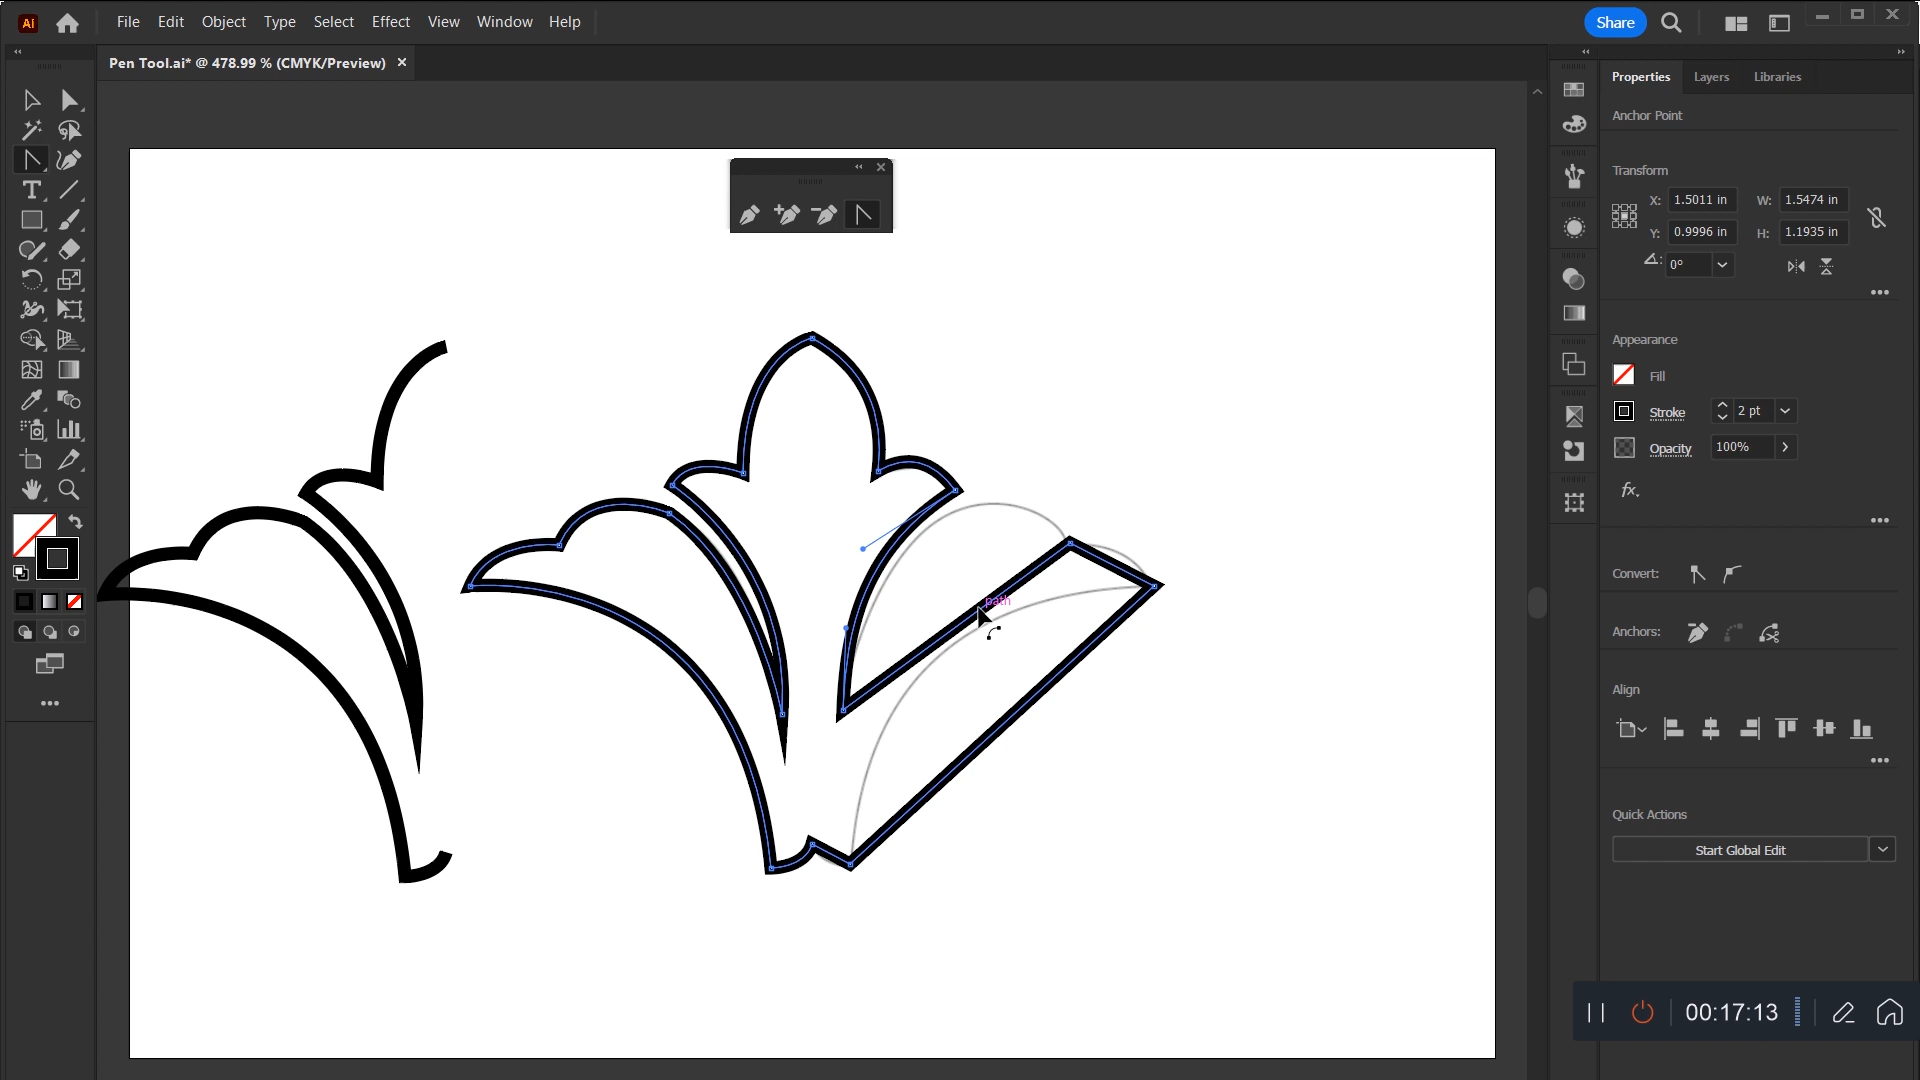 Ai File Edit Object Type Select Effect View Window Help Share
Pen Tool.ai* @ 478.99 % (CMYK/Preview)
Properties Layers Libraries
Anchor Point
Transform
X: 1.5011 in W: 1.5474 in
Y: 0.9996 in H: 1.1935 in
0°
Appearance
Fill
Stroke 2 pt
Opacity 100%
fx
path
Convert:
Anchors:
Align
Quick Actions
Start Global Edit
00:17:13